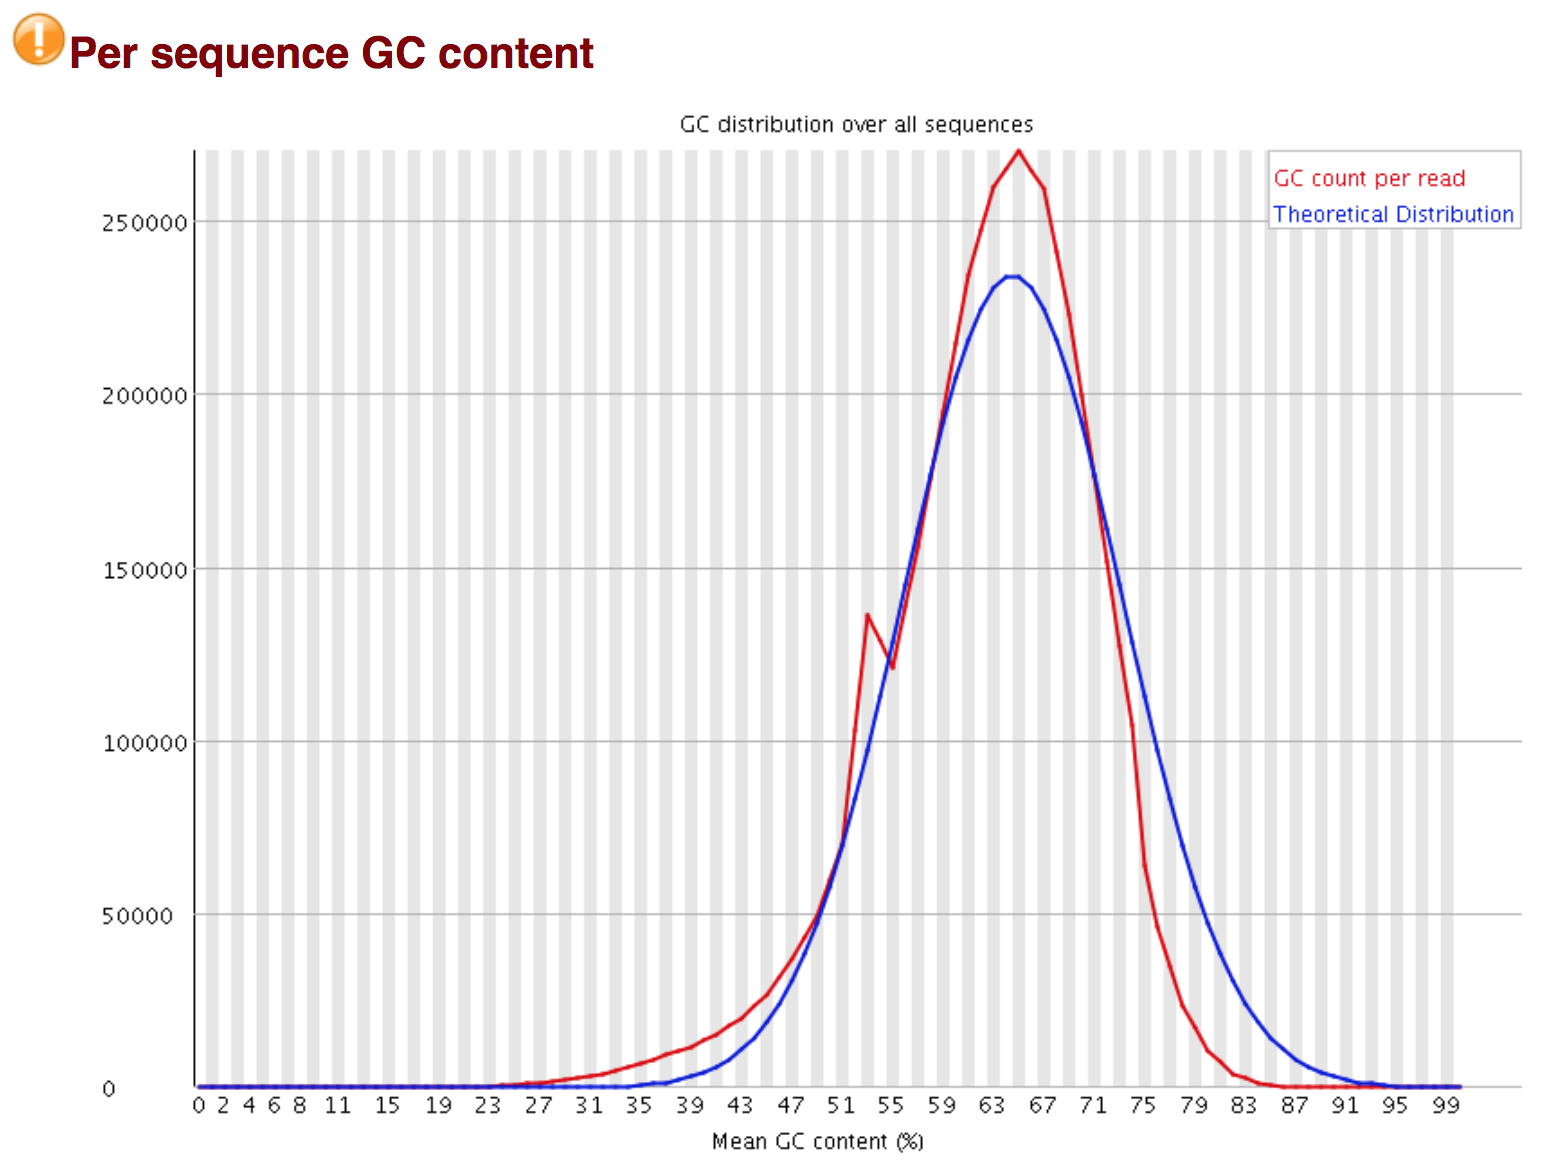 Per sequence GC content
GC distribution over all sequences
GC count per read
Theoretical Distribution
250000
200000
150000
100000
50000
0
0 2 4 6 8 11 15 19 23 27 31 35 39 43 47 51 55 59 63 67 71 75 79 83 87 91 95 99
Mean GC content (%)